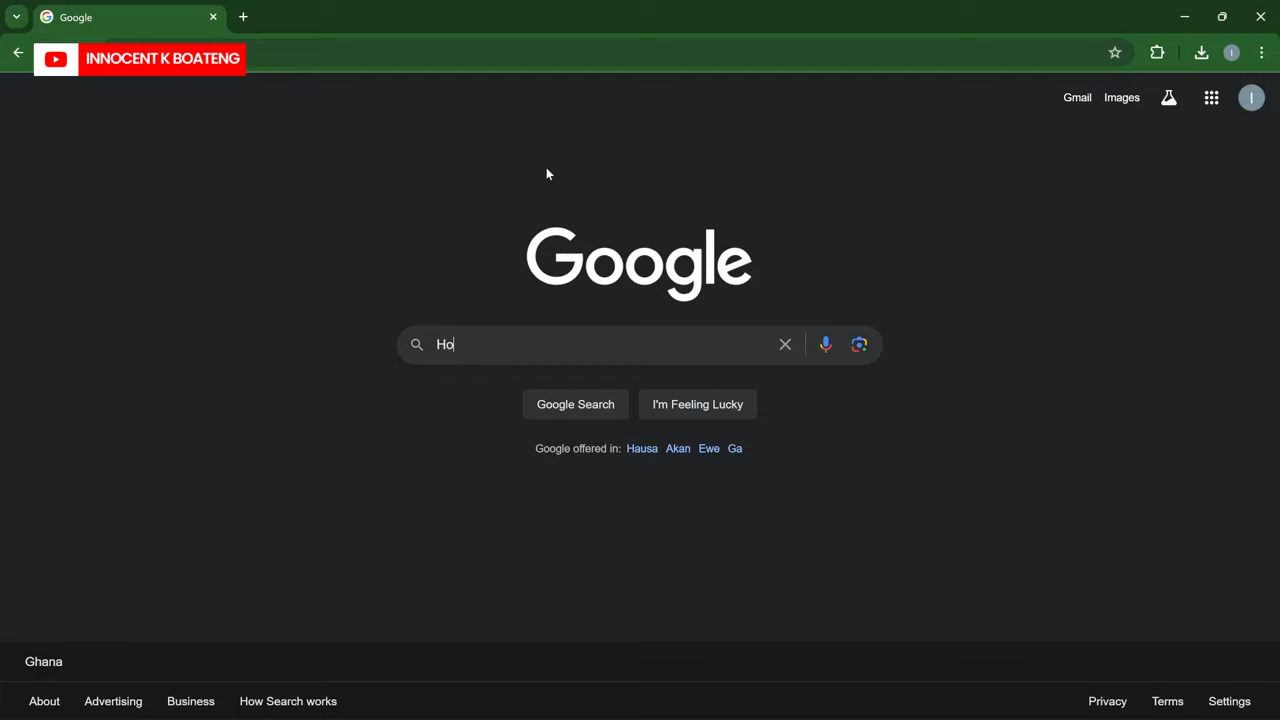 Google
INNOCENT K BOATENG
I
Gmail Images I
Google
Ho
Google Search I'm Feeling Lucky
Google offered in: Hausa Akan Ewe Ga
Ghana
About Advertising Business How Search works Privacy Terms Settings